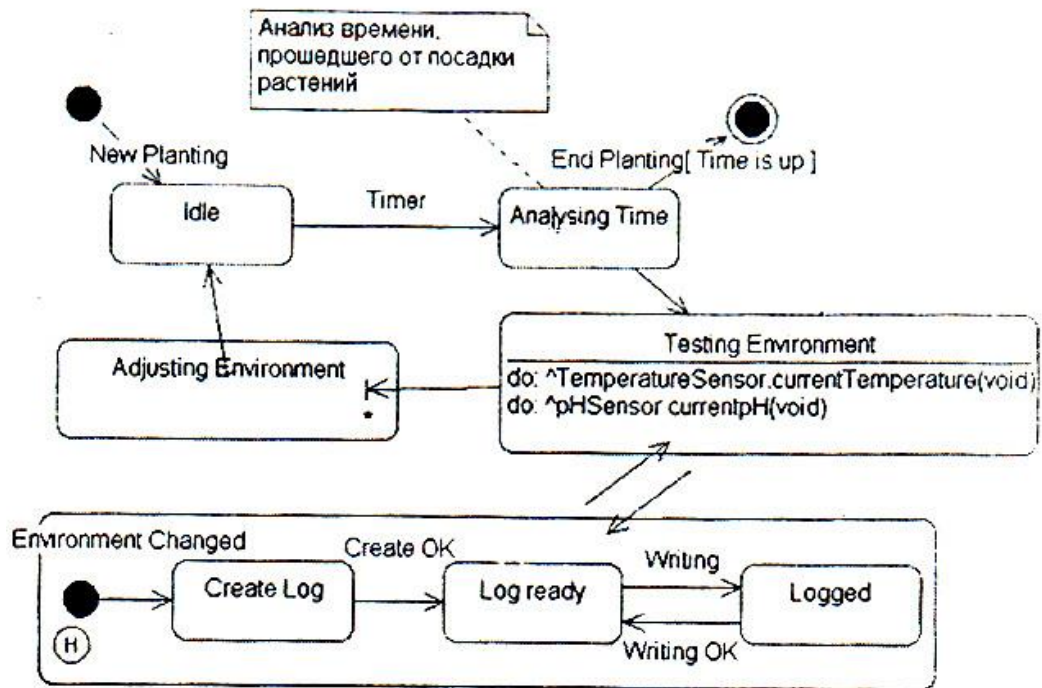 Анализ времени,
прошедшего от посадки
растений
New Planting
End Planting[ Time is up ]
Idle
Timer
Analysing Time
Adjusting Environment
*
Testing Environment
do: ^TemperatureSensor.currentTemperature(void)
do: ^pHSensor.currentpH(void)
Environment Changed
Create OK
Writing
Create Log
Log ready
Logged
H
Writing OK